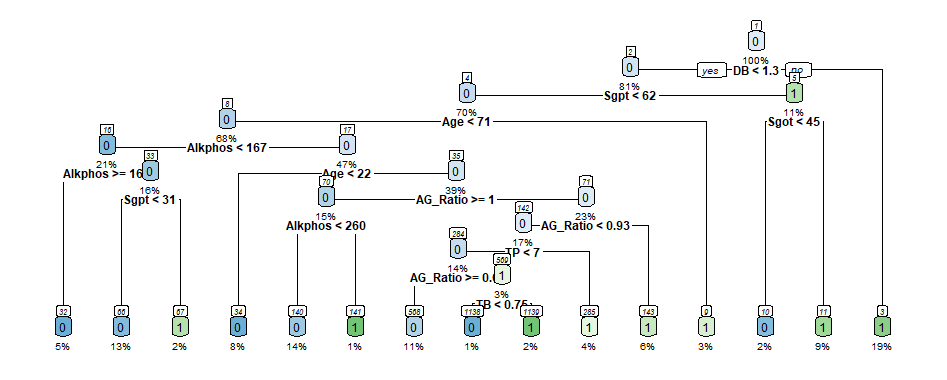 1
0
100%
yes DB < 1.3 no
2
0
81%
Sgpt < 62
5
1
11%
Sgot < 45
4
0
70%
Age < 71
8
0
68%
Alkphos < 167
16
0
21%
Alkphos >= 16
33
0
16%
Sgpt < 31
17
0
47%
Age < 22
35
0
39%
AG_Ratio >= 1
70
0
15%
Alkphos < 260
71
0
23%
AG_Ratio < 0.93
142
0
17%
TP < 7
284
0
14%
AG_Ratio >= 0.
569
1
3%
TB < 0.75
32 66 67 34 140 141 568 1138 1139 285 143 9 10 11 3
0 0 1 0 0 1 0 0 1 1 1 1 0 1 1
5% 13% 2% 8% 14% 1% 11% 1% 2% 4% 6% 3% 2% 9% 19%